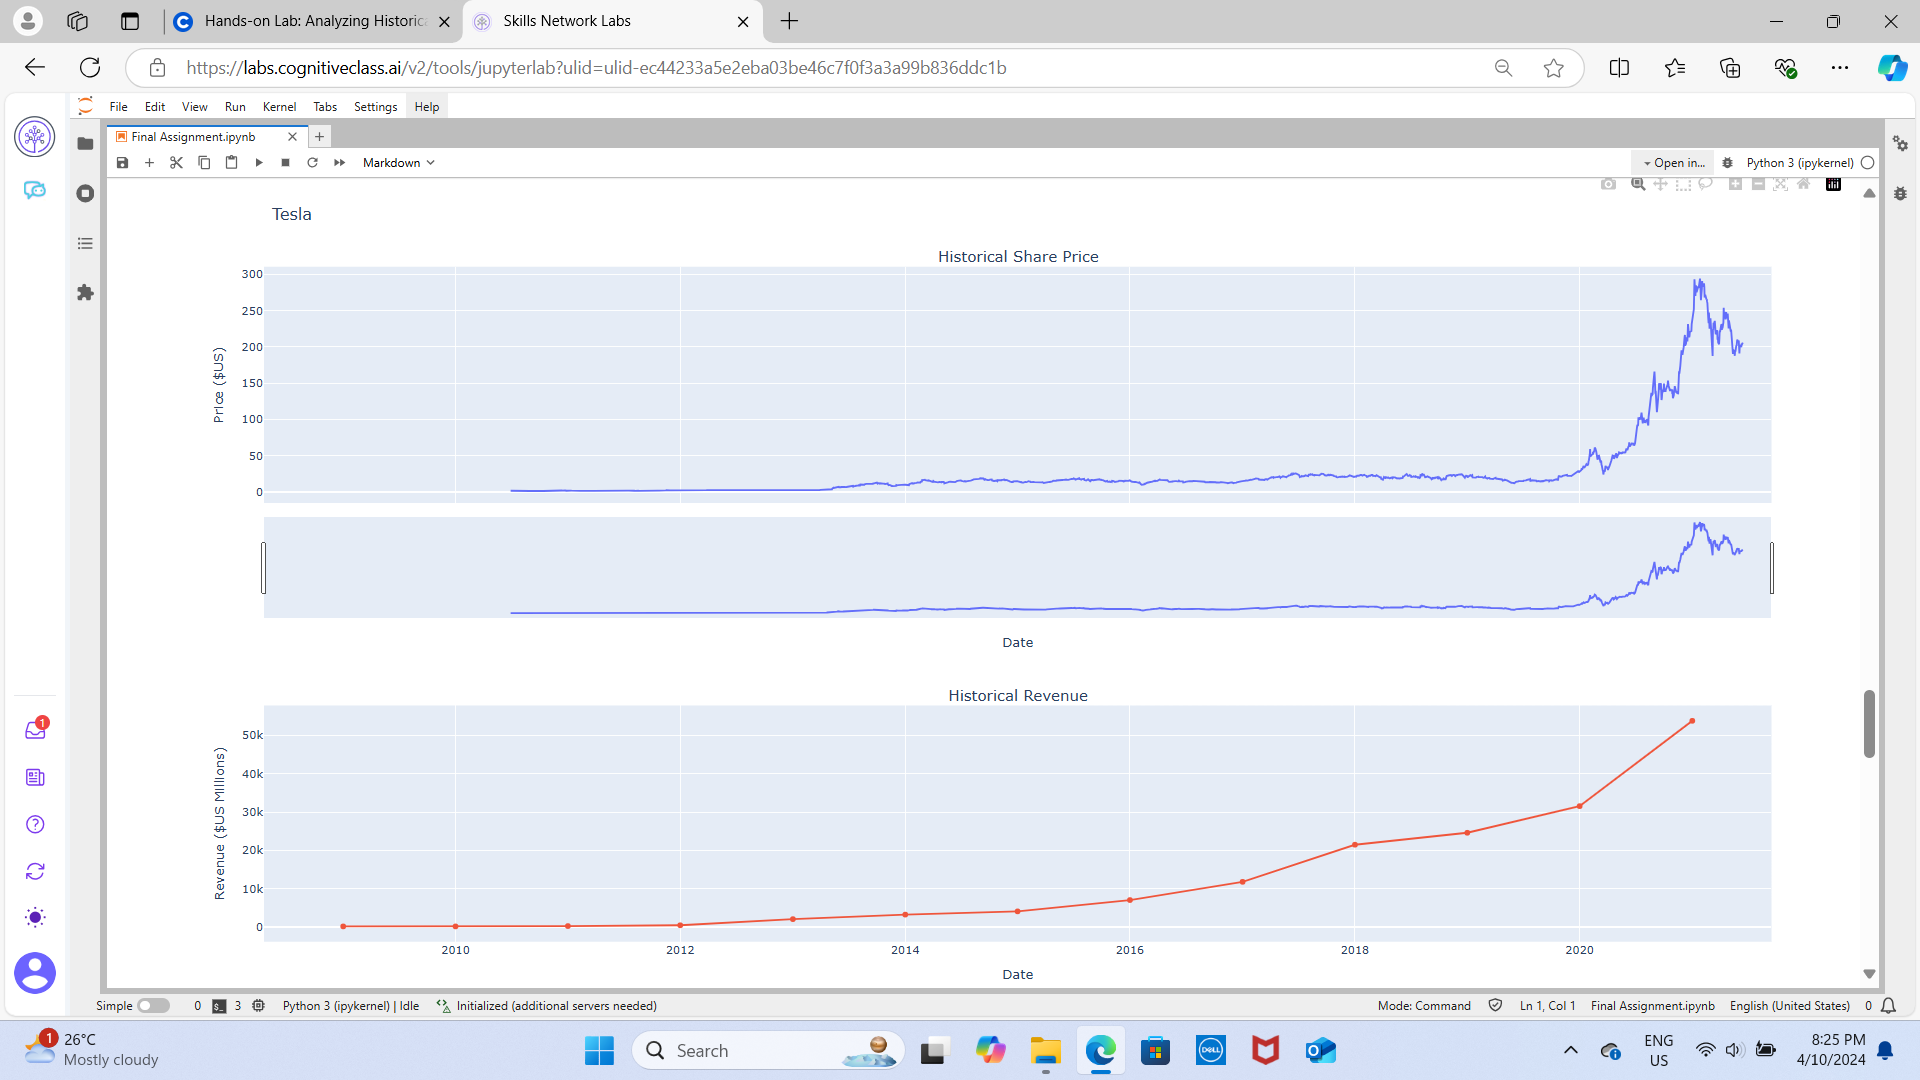 Hands-on Lab: Analyzing Historica
Skills Network Labs
https://labs.cognitiveclass.ai/v2/tools/jupyterlab?ulid=ulid-ec44233a5e2eba03be46c7f0f3a3a99b836ddc1b
File Edit View Run Kernel Tabs Settings Help
Final Assignment.ipynb
Markdown
Open in...
Python 3 (ipykernel)
Tesla
Historical Share Price
300
250
200
150
100
50
0
Price ($US)
Date
Historical Revenue
50k
40k
30k
20k
10k
0
Revenue ($US Millions)
2010 2012 2014 2016 2018 2020
Date
1
Simple 0 3 Python 3 (ipykernel) | Idle Initialized (additional servers needed)
Mode: Command Ln 1, Col 1 Final Assignment.ipynb English (United States) 0
1
26°C
Mostly cloudy
Search
DELL
ENG
US
8:25 PM
4/10/2024